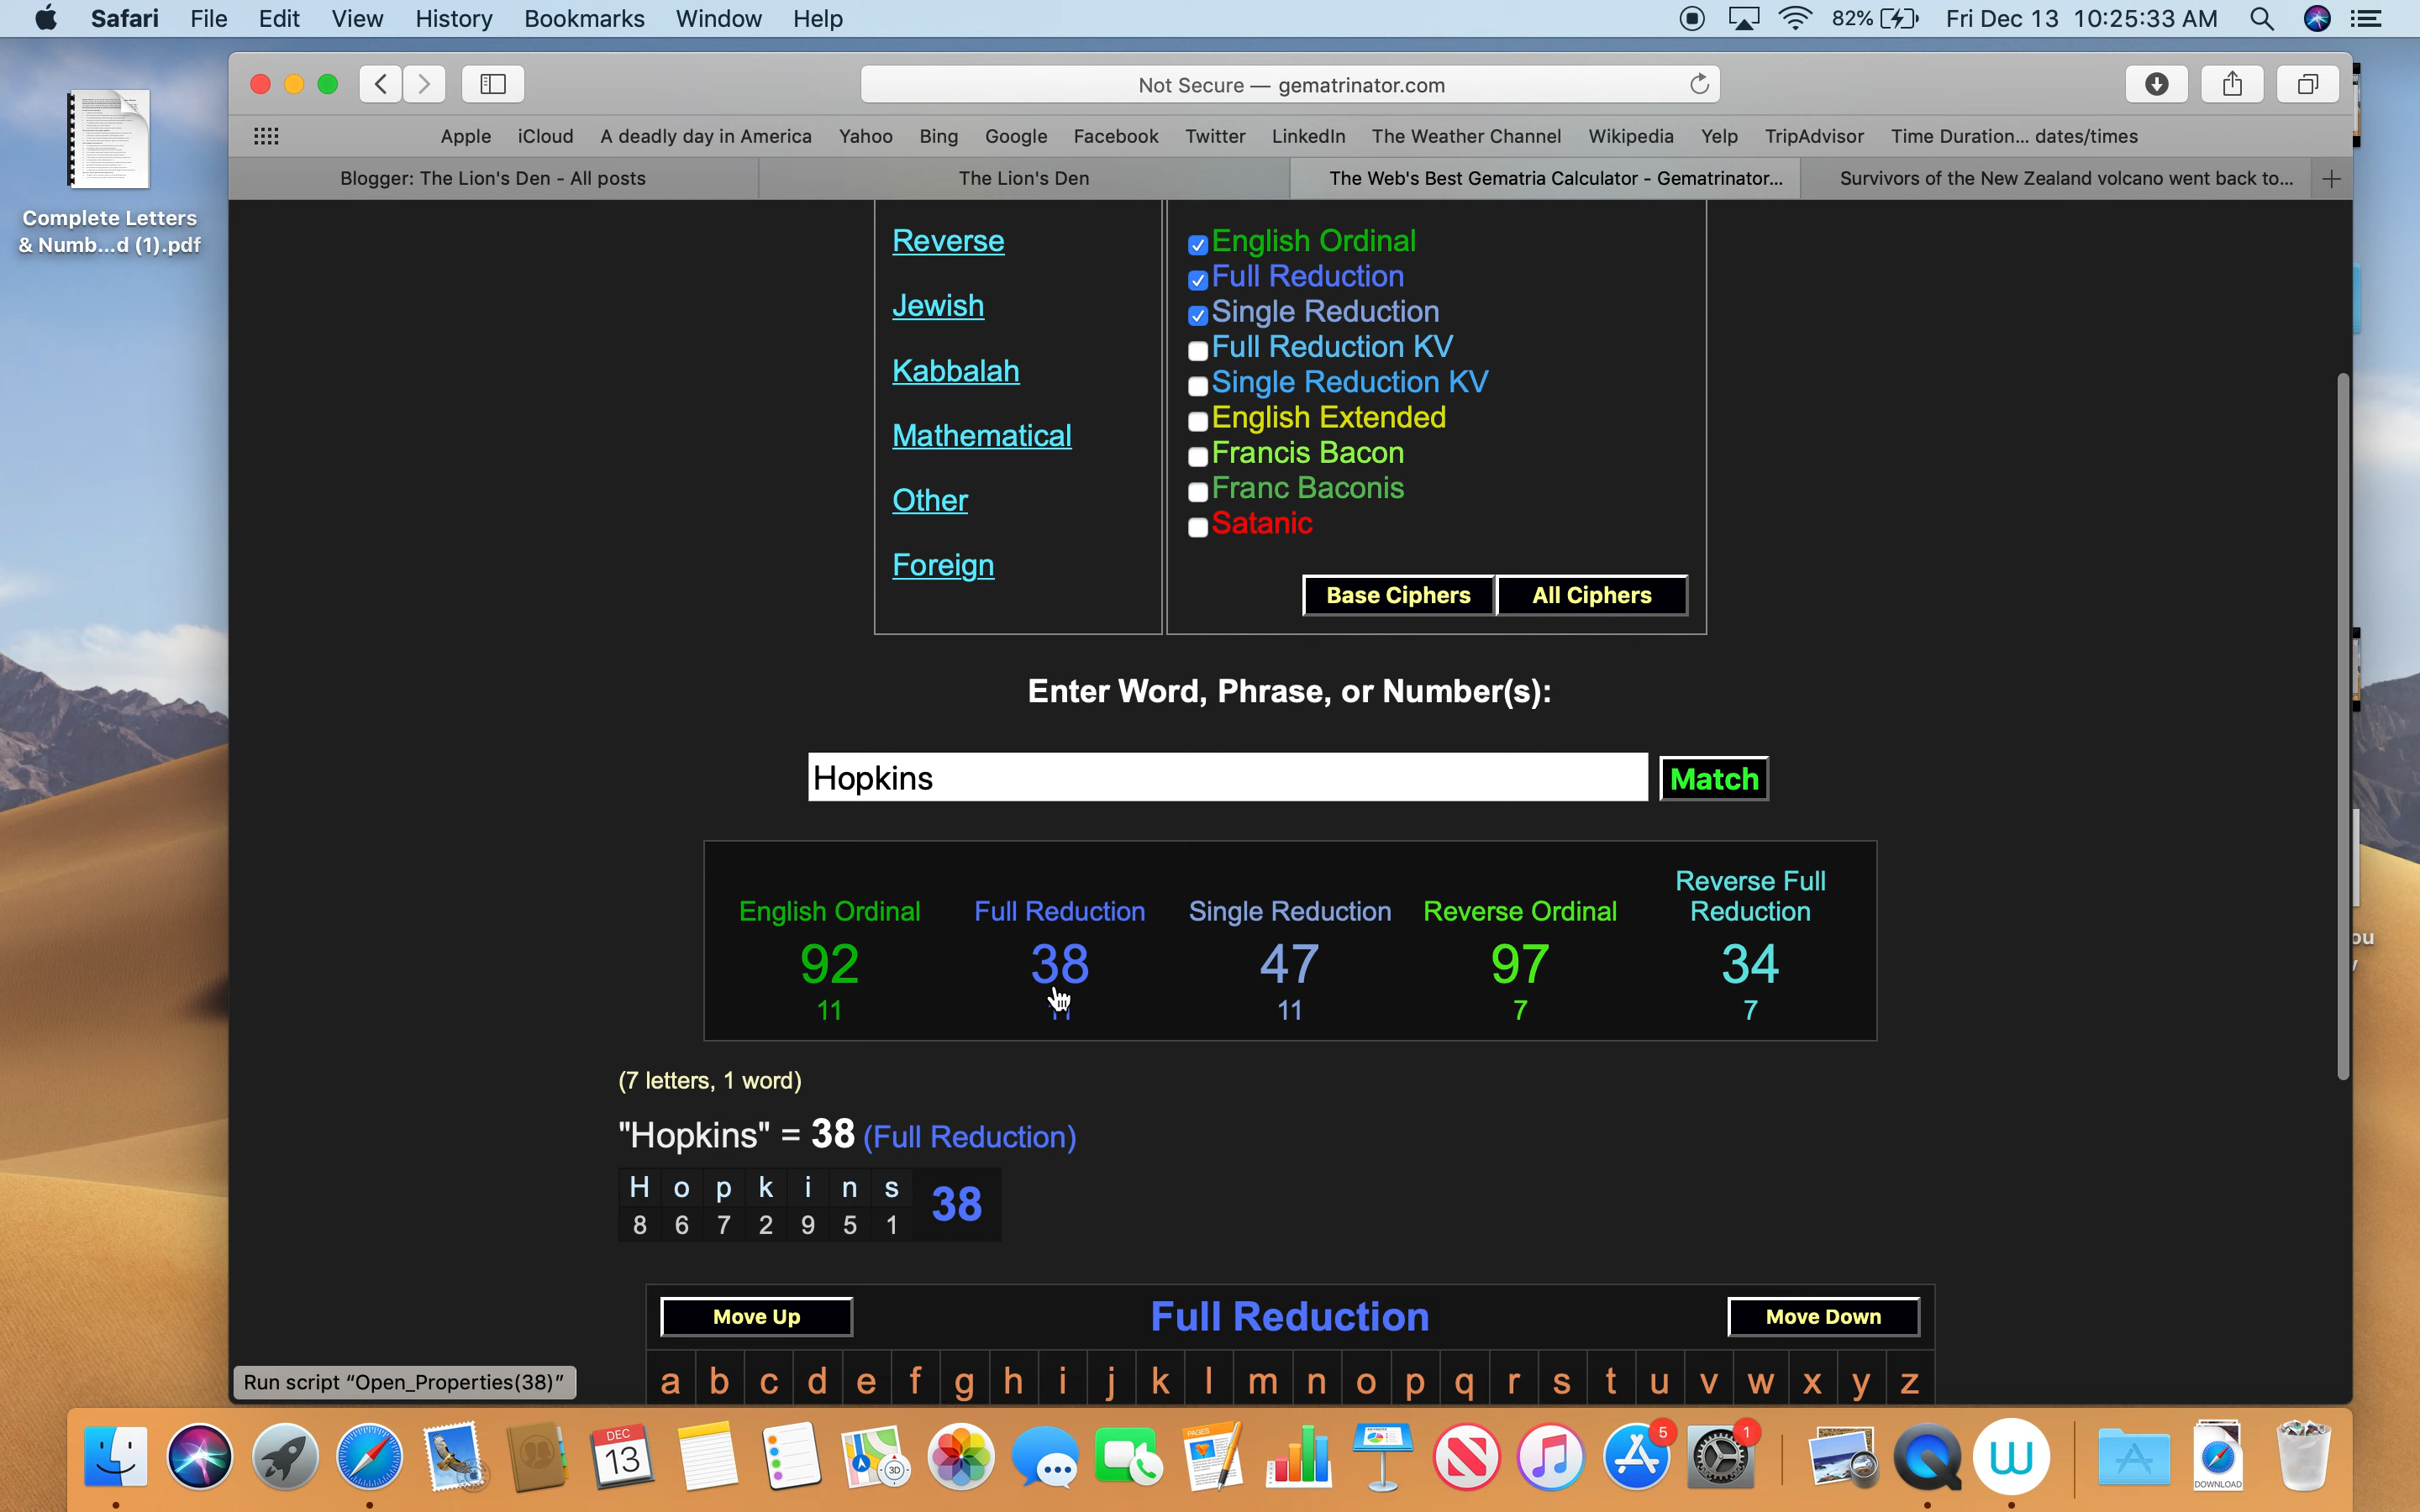 Safari File Edit View History Bookmarks Window Help 82% Fri Dec 13 10:25:33 AM
Not Secure — gematrinator.com
Apple iCloud A deadly day in America Yahoo Bing Google Facebook Twitter LinkedIn The Weather Channel Wikipedia Yelp TripAdvisor Time Duration... dates/times
Blogger: The Lion's Den - All posts The Lion's Den The Web's Best Gematria Calculator - Gematrinator... Survivors of the New Zealand volcano went back to...
Complete Letters
& Numb...d (1).pdf
Reverse
Jewish
Kabbalah
Mathematical
Other
Foreign
English Ordinal
Full Reduction
Single Reduction
Full Reduction KV
Single Reduction KV
English Extended
Francis Bacon
Franc Baconis
Satanic
Base Ciphers All Ciphers
Enter Word, Phrase, or Number(s):
Hopkins Match
English Ordinal Full Reduction Single Reduction Reverse Ordinal Reverse Full
Reduction
92 38 47 97 34
11 11 11 7 7
ou
(7 letters, 1 word)
"Hopkins" = 38 (Full Reduction)
H o p k i n s 38
8 6 7 2 9 5 1
Move Up Full Reduction Move Down
a b c d e f g h i j k l m n o p q r s t u v w x y z
Run script "Open_Properties(38)"
DEC
13
3D
PAGES
5
1
DOWNLOAD